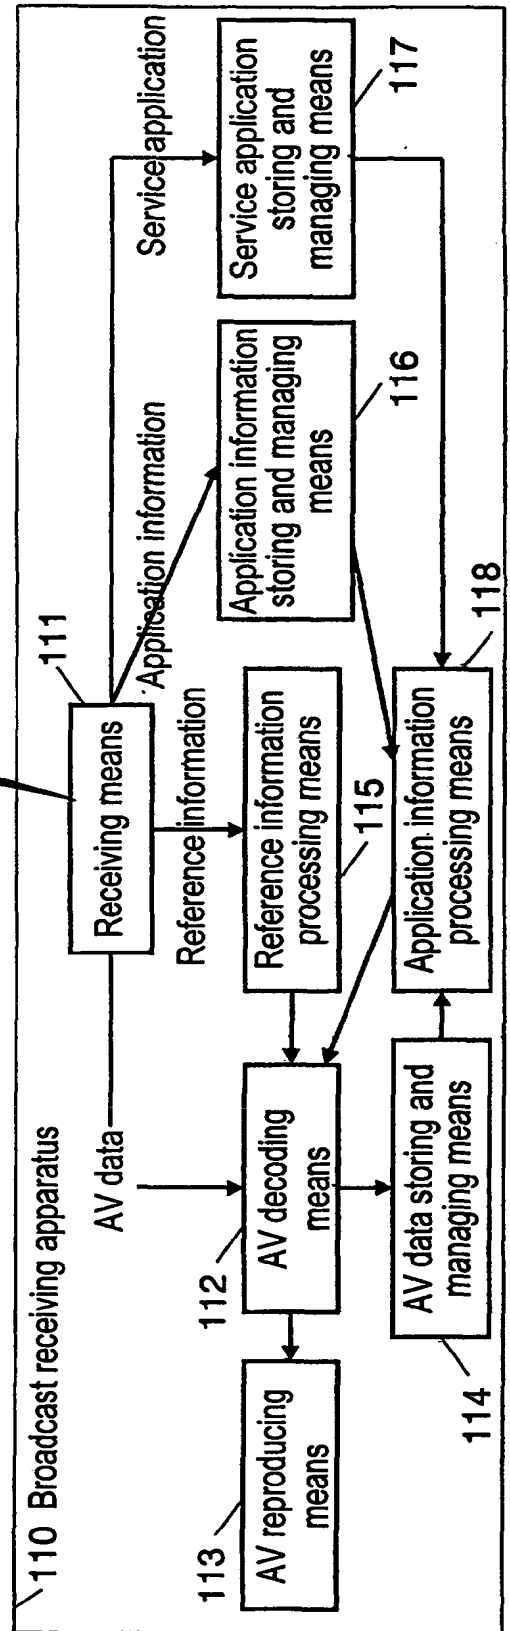 110 Broadcast receiving apparatus
111
Receiving means
AV data
Reference information
Application information
Service application
112
AV decoding
means
113
AV reproducing
means
AV data storing and
managing means
114
Reference information
processing means
115
Application information
storing and managing
means
116
Service application
storing and
managing means
117
Application information
processing means
118